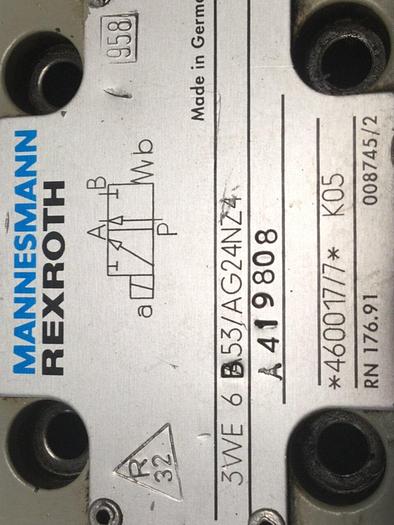 MANNESMANN
REXROTH
R
32
958
a
A
B
P
b
Made in Germ
3WE 6 B53/AG24NZ4
A 419808
*460017/7* K05
RN 176.91
008745/2